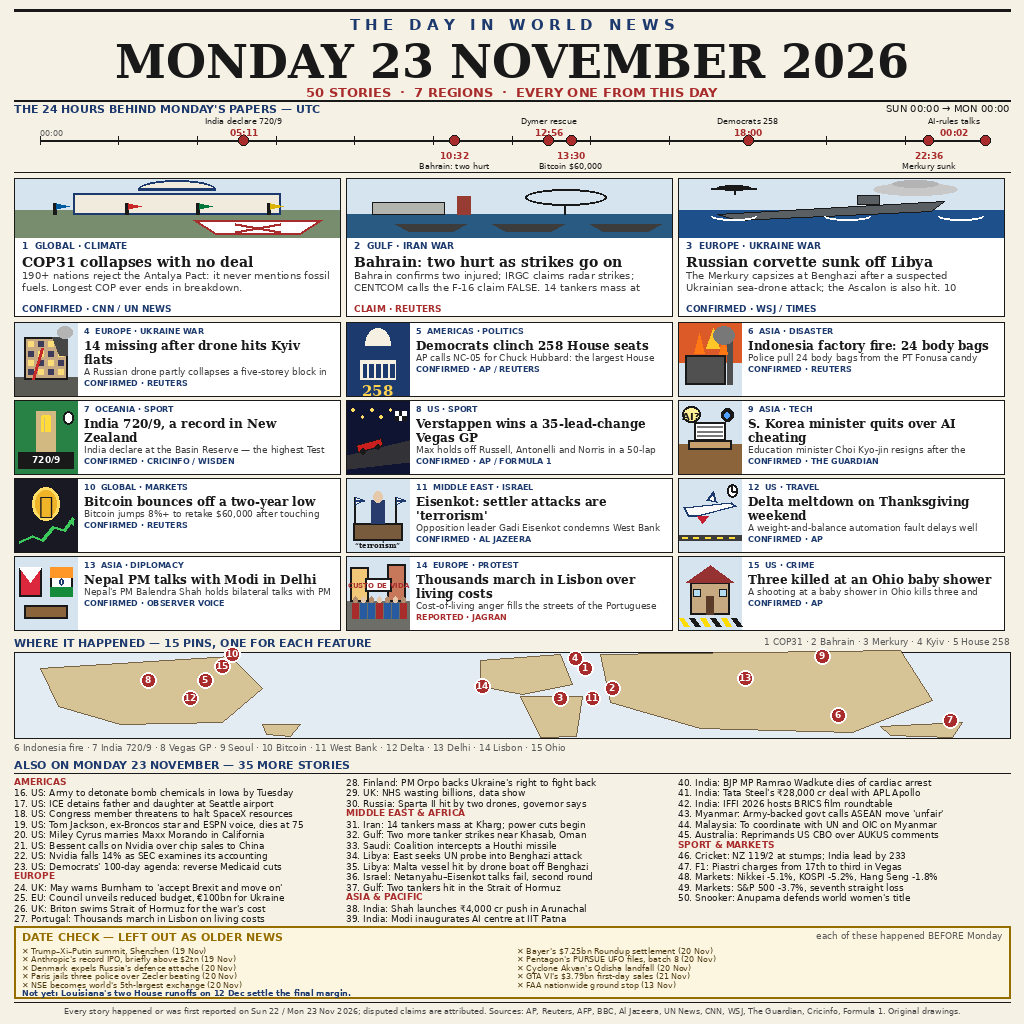 THE DAY IN WORLD NEWS
MONDAY 23 NOVEMBER 2026
50 STORIES · 7 REGIONS · EVERY ONE FROM THIS DAY
THE 24 HOURS BEHIND MONDAY'S PAPERS — UTC
SUN 00:00 → MON 00:00
India declare 720/9
Dymer rescue
Democrats 258
AI-rules talks
00:00
05:11
12:56
18:00
00:02
10:32
13:30
22:36
Bahrain: two hurt
Bitcoin $60,000
Merkury sunk
1 GLOBAL · CLIMATE
COP31 collapses with no deal
190+ nations reject the Antalya Pact: it never mentions fossil
fuels. Longest COP ever ends in breakdown.
CONFIRMED · CNN / UN NEWS
2 GULF · IRAN WAR
Bahrain: two hurt as strikes go on
Bahrain confirms two injured; IRGC claims radar strikes;
CENTCOM calls the F-16 claim FALSE. 14 tankers mass at
CLAIM · REUTERS
3 EUROPE · UKRAINE WAR
Russian corvette sunk off Libya
The Merkury capsizes at Benghazi after a suspected
Ukrainian sea-drone attack; the Ascalon is also hit. 10
CONFIRMED · WSJ / TIMES
4 EUROPE · UKRAINE WAR
14 missing after drone hits Kyiv
flats
A Russian drone partly collapses a five-storey block in
CONFIRMED · REUTERS
258
5 AMERICAS · POLITICS
Democrats clinch 258 House seats
AP calls NC-05 for Chuck Hubbard: the largest House
CONFIRMED · AP / REUTERS
6 ASIA · DISASTER
Indonesia factory fire: 24 body bags
Police pull 24 body bags from the PT Fonusa candy
CONFIRMED · REUTERS
720/9
7 OCEANIA · SPORT
India 720/9, a record in New
Zealand
India declare at the Basin Reserve — the highest Test
CONFIRMED · CRICINFO / WISDEN
8 US · SPORT
Verstappen wins a 35-lead-change
Vegas GP
Max holds off Russell, Antonelli and Norris in a 50-lap
CONFIRMED · AP / FORMULA 1
AI?
9 ASIA · TECH
S. Korea minister quits over AI
cheating
Education minister Choi Kyo-jin resigns after the
CONFIRMED · THE GUARDIAN
10 GLOBAL · MARKETS
Bitcoin bounces off a two-year low
Bitcoin jumps 8%+ to retake $60,000 after touching
CONFIRMED · REUTERS
"terrorism"
11 MIDDLE EAST · ISRAEL
Eisenkot: settler attacks are
'terrorism'
Opposition leader Gadi Eisenkot condemns West Bank
CONFIRMED · AL JAZEERA
12 US · TRAVEL
Delta meltdown on Thanksgiving
weekend
A weight-and-balance automation fault delays well
CONFIRMED · AP
13 ASIA · DIPLOMACY
Nepal PM talks with Modi in Delhi
Nepal's PM Balendra Shah holds bilateral talks with PM
CONFIRMED · OBSERVER VOICE
CUSTO DE VIDA
14 EUROPE · PROTEST
Thousands march in Lisbon over
living costs
Cost-of-living anger fills the streets of the Portuguese
REPORTED · JAGRAN
15 US · CRIME
Three killed at an Ohio baby shower
A shooting at a baby shower in Ohio kills three and
CONFIRMED · AP
WHERE IT HAPPENED — 15 PINS, ONE FOR EACH FEATURE
1 COP31 · 2 Bahrain · 3 Merkury · 4 Kyiv · 5 House 258
10
15
8
5
12
14
4
1
3
11
2
13
9
6
7
6 Indonesia fire · 7 India 720/9 · 8 Vegas GP · 9 Seoul · 10 Bitcoin · 11 West Bank · 12 Delta · 13 Delhi · 14 Lisbon · 15 Ohio
ALSO ON MONDAY 23 NOVEMBER — 35 MORE STORIES
AMERICAS
16. US: Army to detonate bomb chemicals in Iowa by Tuesday
17. US: ICE detains father and daughter at Seattle airport
18. US: Congress member threatens to halt SpaceX resources
19. US: Tom Jackson, ex-Broncos star and ESPN voice, dies at 75
20. US: Miley Cyrus marries Maxx Morando in California
21. US: Bessent calls on Nvidia over chip sales to China
22. US: Nvidia falls 14% as SEC examines its accounting
23. US: Democrats' 100-day agenda: reverse Medicaid cuts
EUROPE
24. UK: May warns Burnham to 'accept Brexit and move on'
25. EU: Council unveils reduced budget, €100bn for Ukraine
26. UK: Briton swims Strait of Hormuz for the war's cost
27. Portugal: Thousands march in Lisbon on living costs
28. Finland: PM Orpo backs Ukraine's right to fight back
29. UK: NHS wasting billions, data show
30. Russia: Sparta II hit by two drones, governor says
MIDDLE EAST & AFRICA
31. Iran: 14 tankers mass at Kharg; power cuts begin
32. Gulf: Two more tanker strikes near Khasab, Oman
33. Saudi: Coalition intercepts a Houthi missile
34. Libya: East seeks UN probe into Benghazi attack
35. Libya: Malta vessel hit by drone boat off Benghazi
36. Israel: Netanyahu-Eisenkot talks fail, second round
37. Gulf: Two tankers hit in the Strait of Hormuz
ASIA & PACIFIC
38. India: Shah launches ₹4,000 cr push in Arunachal
39. India: Modi inaugurates AI centre at IIT Patna
40. India: BJP MP Ramrao Wadkute dies of cardiac arrest
41. India: Tata Steel's ₹28,000 cr deal with APL Apollo
42. India: IFFI 2026 hosts BRICS film roundtable
43. Myanmar: Army-backed govt calls ASEAN move 'unfair'
44. Malaysia: To coordinate with UN and OIC on Myanmar
45. Australia: Reprimands US CBO over AUKUS comments
SPORT & MARKETS
46. Cricket: NZ 119/2 at stumps; India lead by 233
47. F1: Piastri charges from 17th to third in Vegas
48. Markets: Nikkei -5.1%, KOSPI -5.2%, Hang Seng -1.8%
49. Markets: S&P 500 -3.7%, seventh straight loss
50. Snooker: Anupama defends world women's title
DATE CHECK — LEFT OUT AS OLDER NEWS
each of these happened BEFORE Monday
× Trump–Xi–Putin summit, Shenzhen (19 Nov)
× Anthropic's record IPO, briefly above $2tn (19 Nov)
× Denmark expels Russia's defence attache (20 Nov)
× Paris jails three police over Zecler beating (20 Nov)
× NSE becomes world's 5th-largest exchange (20 Nov)
× Bayer's $7.25bn Roundup settlement (20 Nov)
× Pentagon's PURSUE UFO files, batch 8 (20 Nov)
× Cyclone Akvan's Odisha landfall (20 Nov)
× GTA VI's $3.79bn first-day sales (21 Nov)
× FAA nationwide ground stop (13 Nov)
Not yet: Louisiana's two House runoffs on 12 Dec settle the final margin.
Every story happened or was first reported on Sun 22 / Mon 23 Nov 2026; disputed claims are attributed. Sources: AP, Reuters, AFP, BBC, Al Jazeera, UN News, CNN, WSJ, The Guardian, Cricinfo, Formula 1. Original drawings.